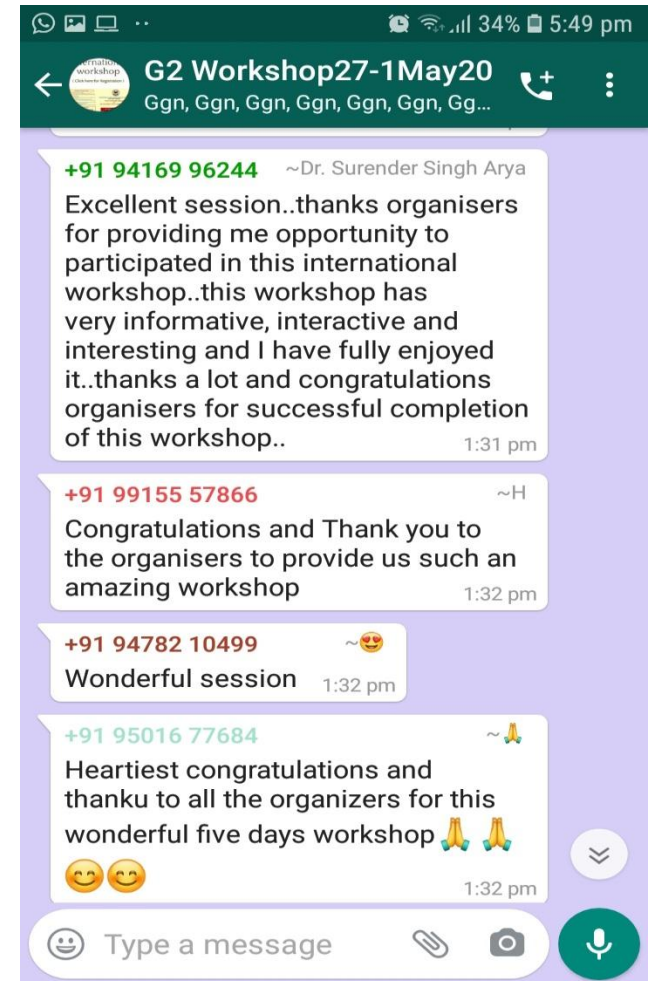 34% 5:49 pm
G2 Workshop27-1May20
Ggn, Ggn, Ggn, Ggn, Ggn, Ggn, Gg...
+91 94169 96244 ~Dr. Surender Singh Arya
Excellent session..thanks organisers
for providing me opportunity to
participated in this international
workshop..this workshop has
very informative, interactive and
interesting and I have fully enjoyed
it..thanks a lot and congratulations
organisers for successful completion
of this workshop..
1:31 pm
+91 99155 57866 ~H
Congratulations and Thank you to
the organisers to provide us such an
amazing workshop
1:32 pm
+91 94782 10499 ~😍
Wonderful session 1:32 pm
+91 95016 77684 ~🙏
Heartiest congratulations and
thanku to all the organizers for this
wonderful five days workshop🙏 🙏
😊😊
1:32 pm
Type a message